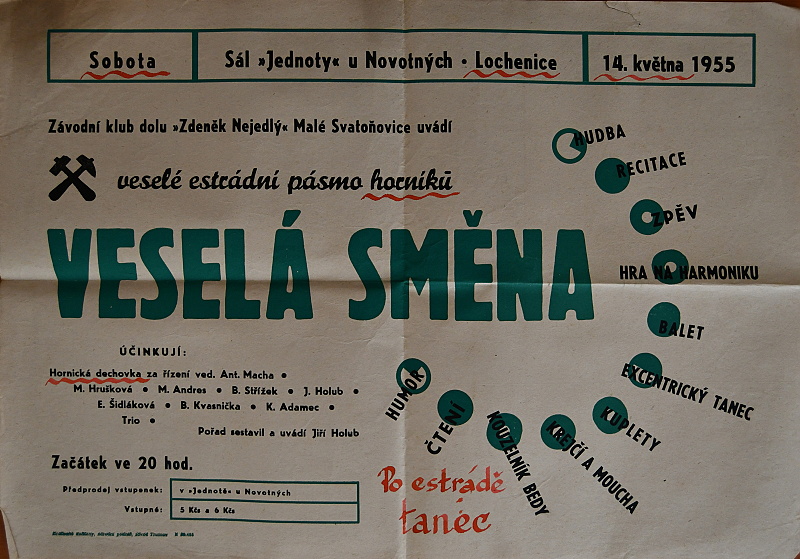 Sobota
Sál »Jednoty« u Novotných · Lochenice
14. května 1955
Závodní klub dolu »Zdeněk Nejedlý« Malé Svatoňovice uvádí
veselé estrádní pásmo horníků
VESELÁ SMĚNA
HUDBA
RECITACE
ZPĚV
HRA NA HARMONIKU
BALET
EXCENTRICKÝ TANEC
KUPLETY
KREJČÍ A MOUCHA
KOUZELNÍK BEDY
ČTENÍ
HUMOR
ÚČINKUJÍ:
Hornická dechovka za řízení ved. Ant. Macha •
M. Hrušková • M. Andres • B. Střížek • J. Holub •
E. Šidláková • B. Kvasnička • K. Adamec •
Trio •
Pořad sestavil a uvádí Jiří Holub
Začátek ve 20 hod.
Předprodej vstupenek: v »Jednotě« u Novotných
Vstupné: 5 Kčs a 6 Kčs
Po estrádě
tanec